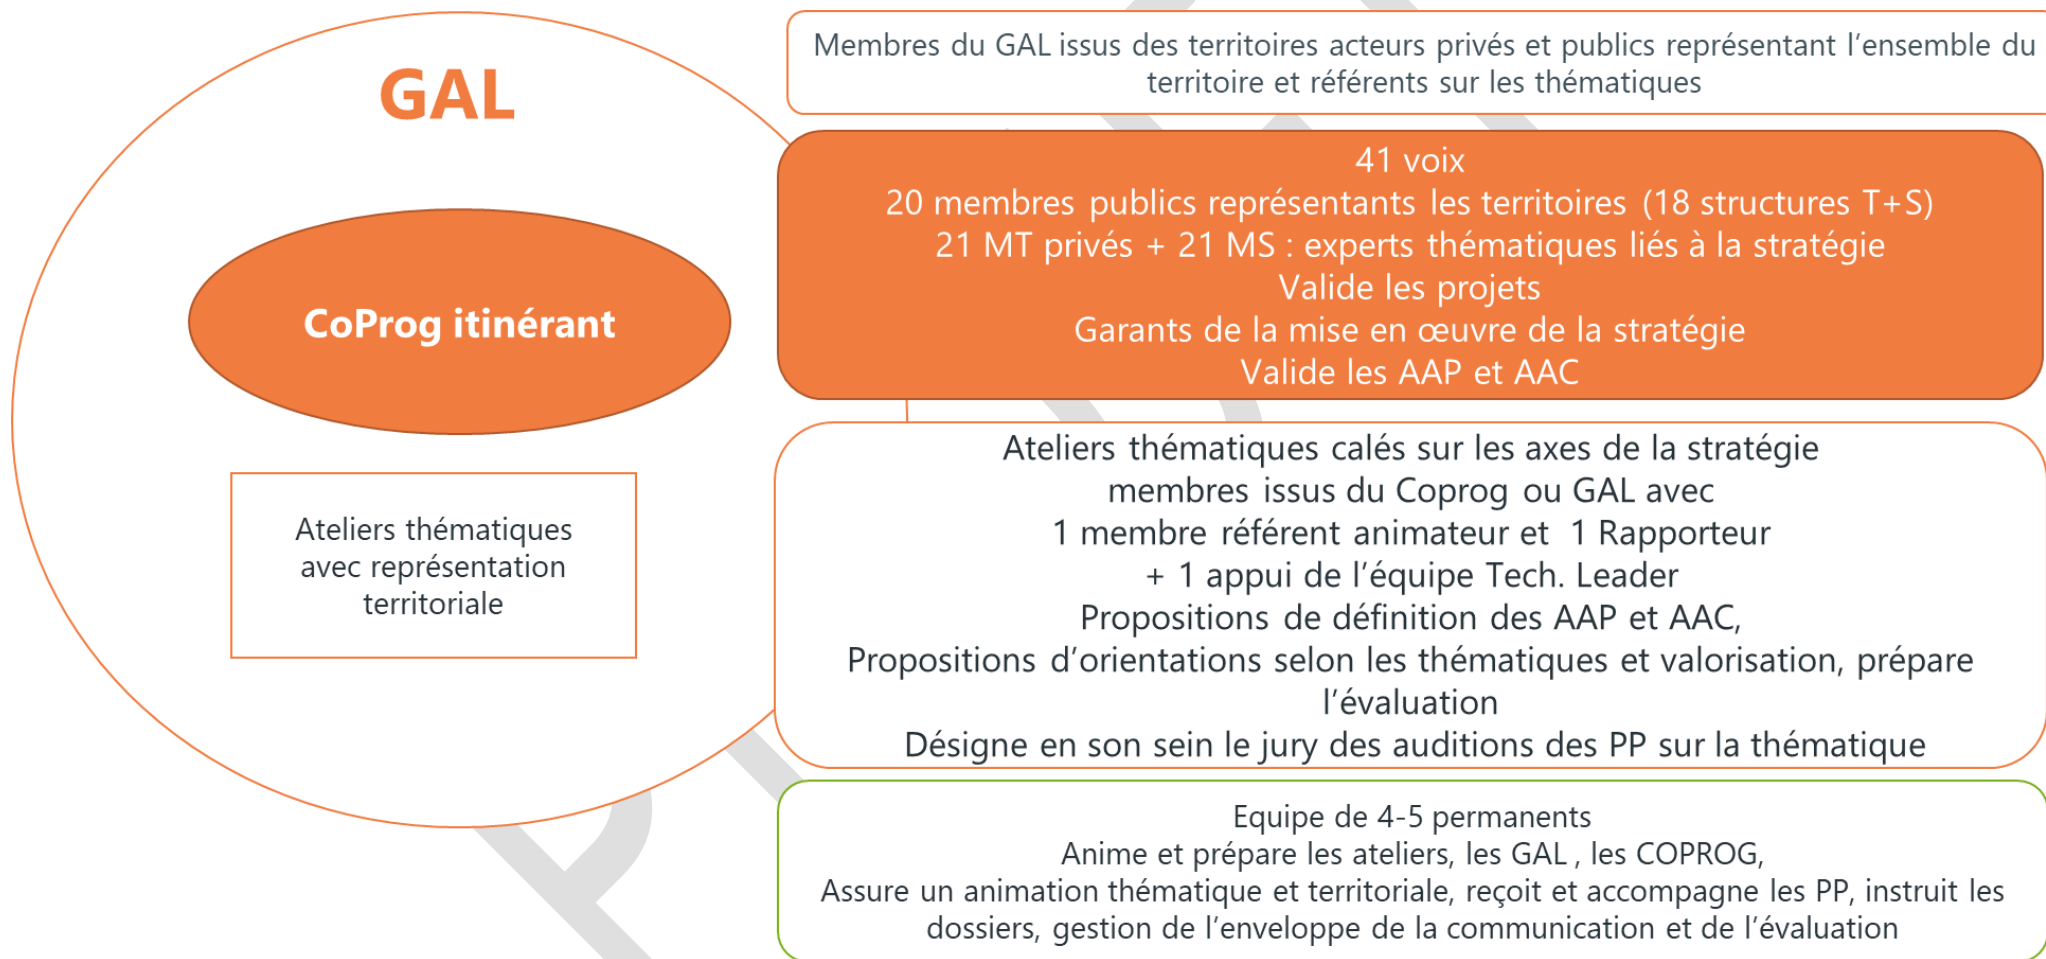 GAL
CoProg itinérant
Ateliers thématiques
avec représentation
territoriale
Membres du GAL issus des territoires acteurs privés et publics représentant l’ensemble du
territoire et référents sur les thématiques
41 voix
20 membres publics représentants les territoires (18 structures T+S)
21 MT privés + 21 MS : experts thématiques liés à la stratégie
Valide les projets
Garants de la mise en œuvre de la stratégie
Valide les AAP et AAC
Ateliers thématiques calés sur les axes de la stratégie
membres issus du Coprog ou GAL avec
1 membre référent animateur et 1 Rapporteur
+ 1 appui de l’équipe Tech. Leader
Propositions de définition des AAP et AAC,
Propositions d’orientations selon les thématiques et valorisation, prépare
l’évaluation
Désigne en son sein le jury des auditions des PP sur la thématique
Equipe de 4-5 permanents
Anime et prépare les ateliers, les GAL , les COPROG,
Assure un animation thématique et territoriale, reçoit et accompagne les PP, instruit les
dossiers, gestion de l’enveloppe de la communication et de l’évaluation